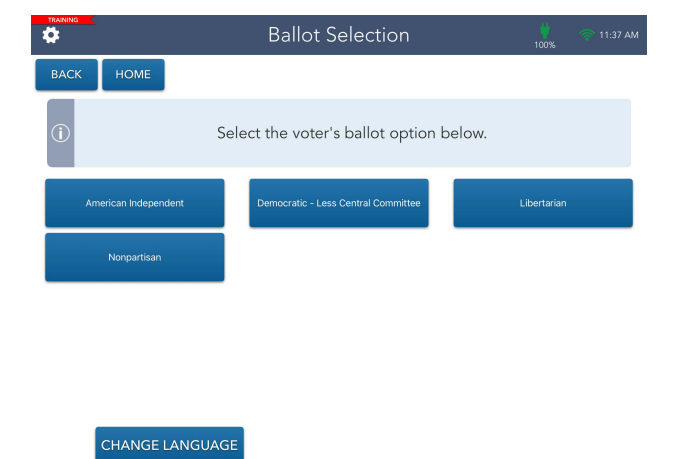 TRAINING
Ballot Selection
100%
11:37 AM
BACK
HOME
Select the voter's ballot option below.
American Independent
Democratic - Less Central Committee
Libertarian
Nonpartisan
CHANGE LANGUAGE